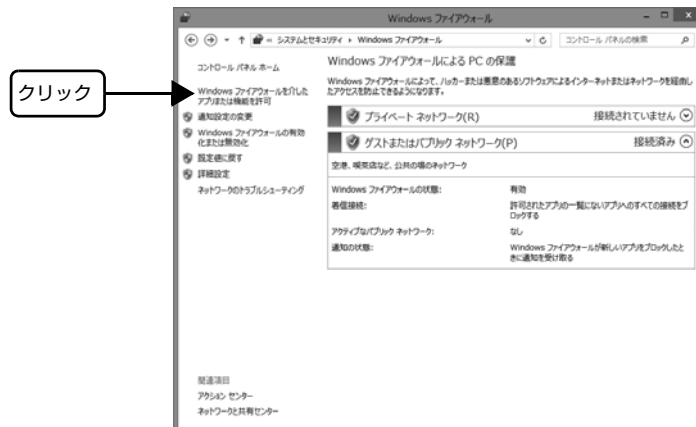 Windows ファイアウォール
システムとセキュリティ
Windows ファイアウォール
コントロール パネルの検索
コントロール パネル ホーム
クリック
Windows ファイアウォールを介した
アプリまたは機能を許可
通知設定の変更
Windows ファイアウォールの有効
化または無効化
既定値に戻す
詳細設定
ネットワークのトラブルシューティング
Windows ファイアウォールによる PC の保護
Windows ファイアウォールによって、ハッカーまたは悪意のあるソフトウェアによるインターネットまたはネットワークを経由し
たアクセスを防止できるようになります。
プライベート ネットワーク(R) 接続されていません
ゲストまたはパブリック ネットワーク(P) 接続済み
空港、喫茶店など、公共の場のネットワーク
Windows ファイアウォールの状態: 有効
着信接続: 許可されたアプリの一覧にないアプリへのすべての接続をブ
ロックする
アクティブなパブリック ネットワーク: なし
通知の状態: Windows ファイアウォールが新しいアプリをブロックしたと
きに通知を受け取る
関連項目
アクション センター
ネットワークと共有センター